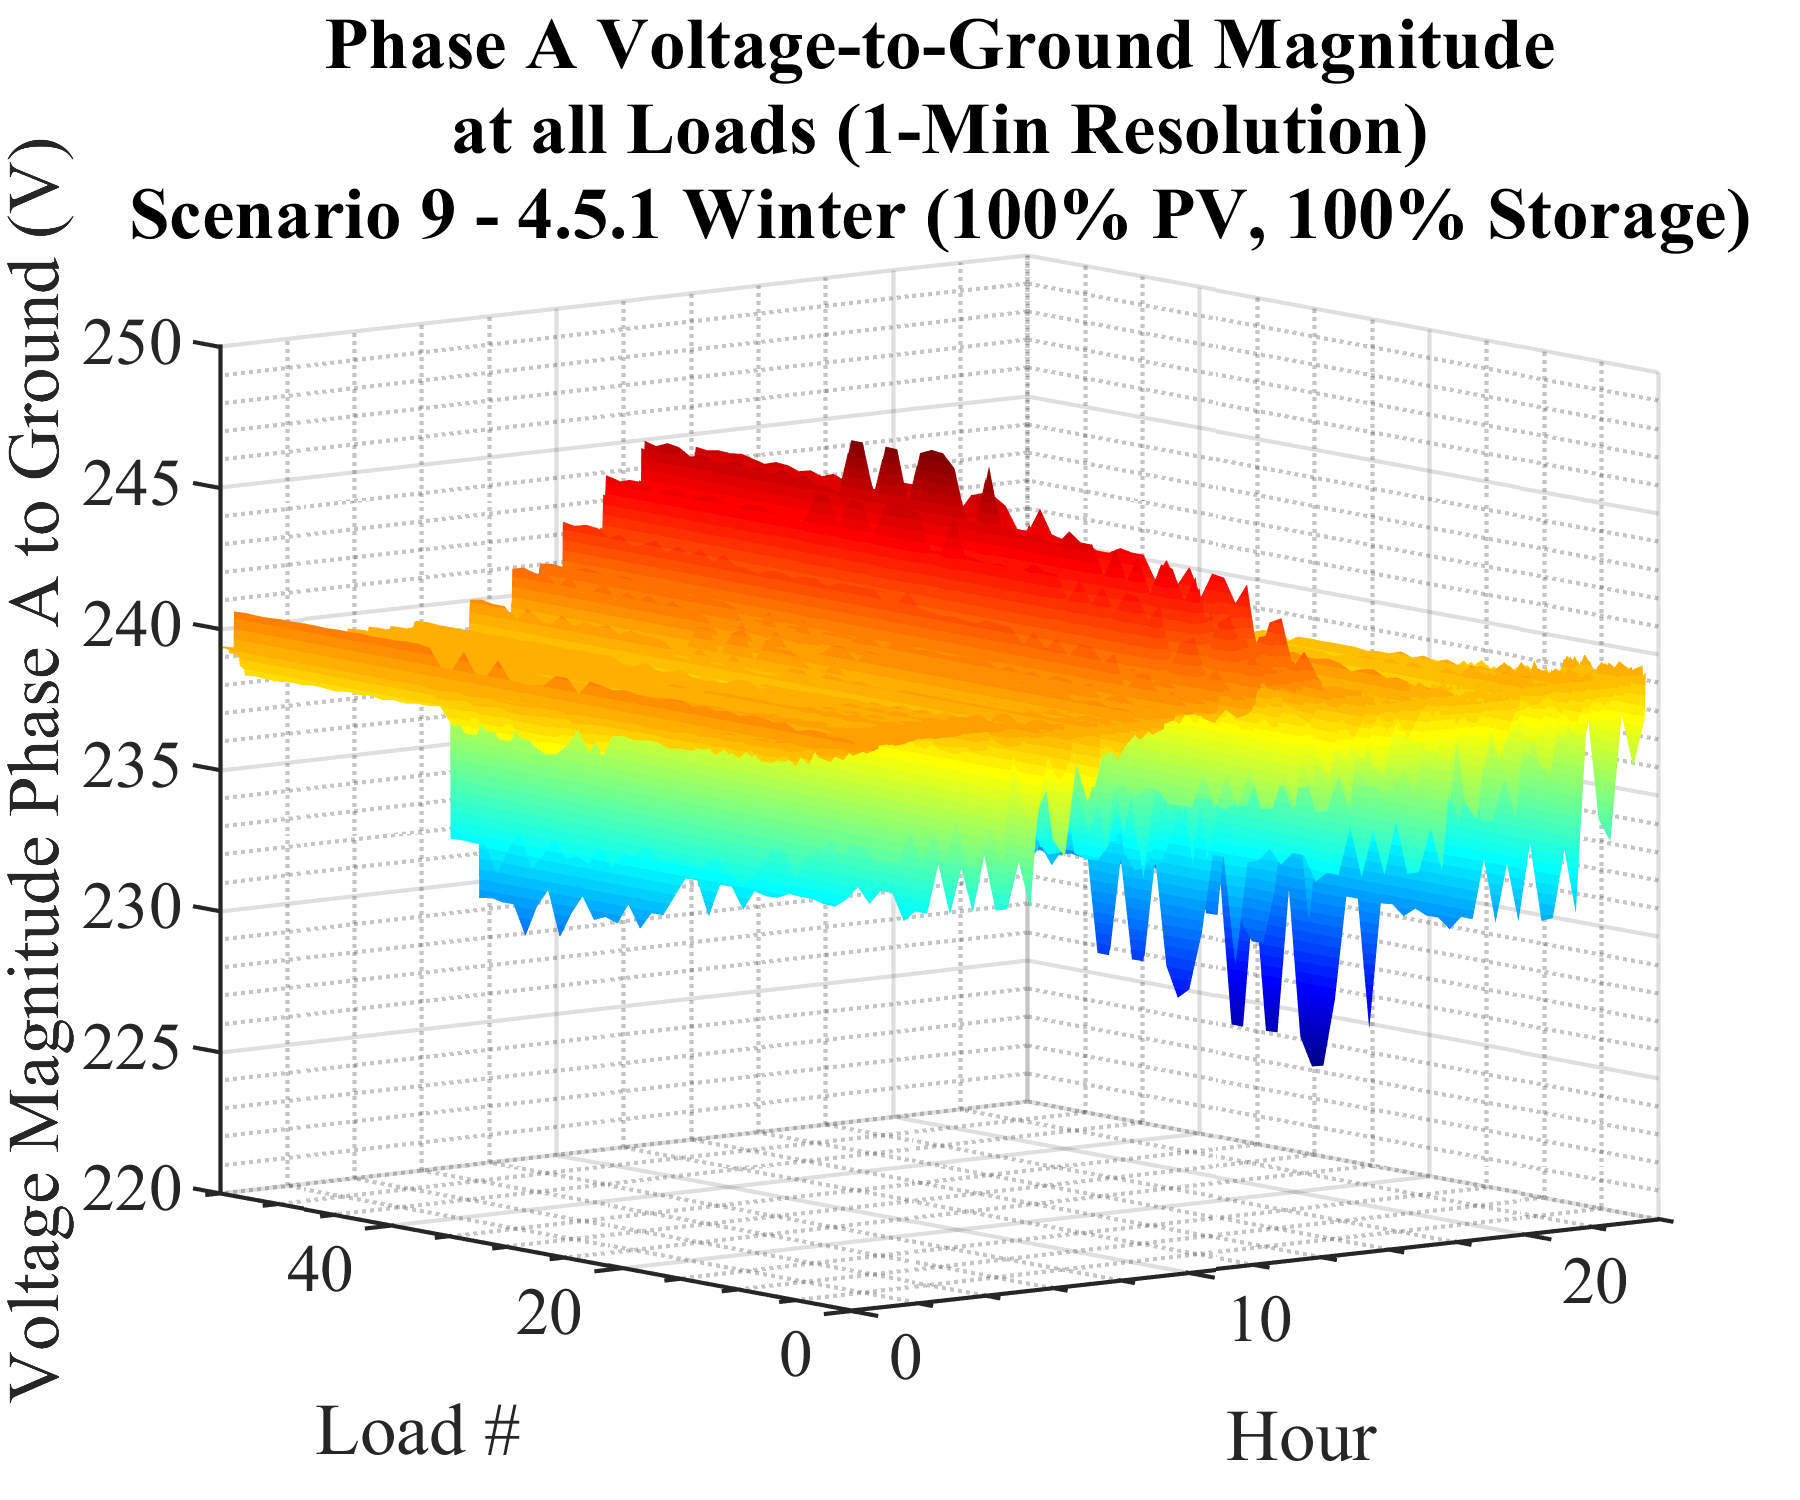 Phase A Voltage-to-Ground Magnitude
at all Loads (1-Min Resolution)
Scenario 9 - 4.5.1 Winter (100% PV, 100% Storage)
Voltage Magnitude Phase A to Ground (V)
250
245
240
235
230
225
220
40
20
0
0
10
20
Load #
Hour